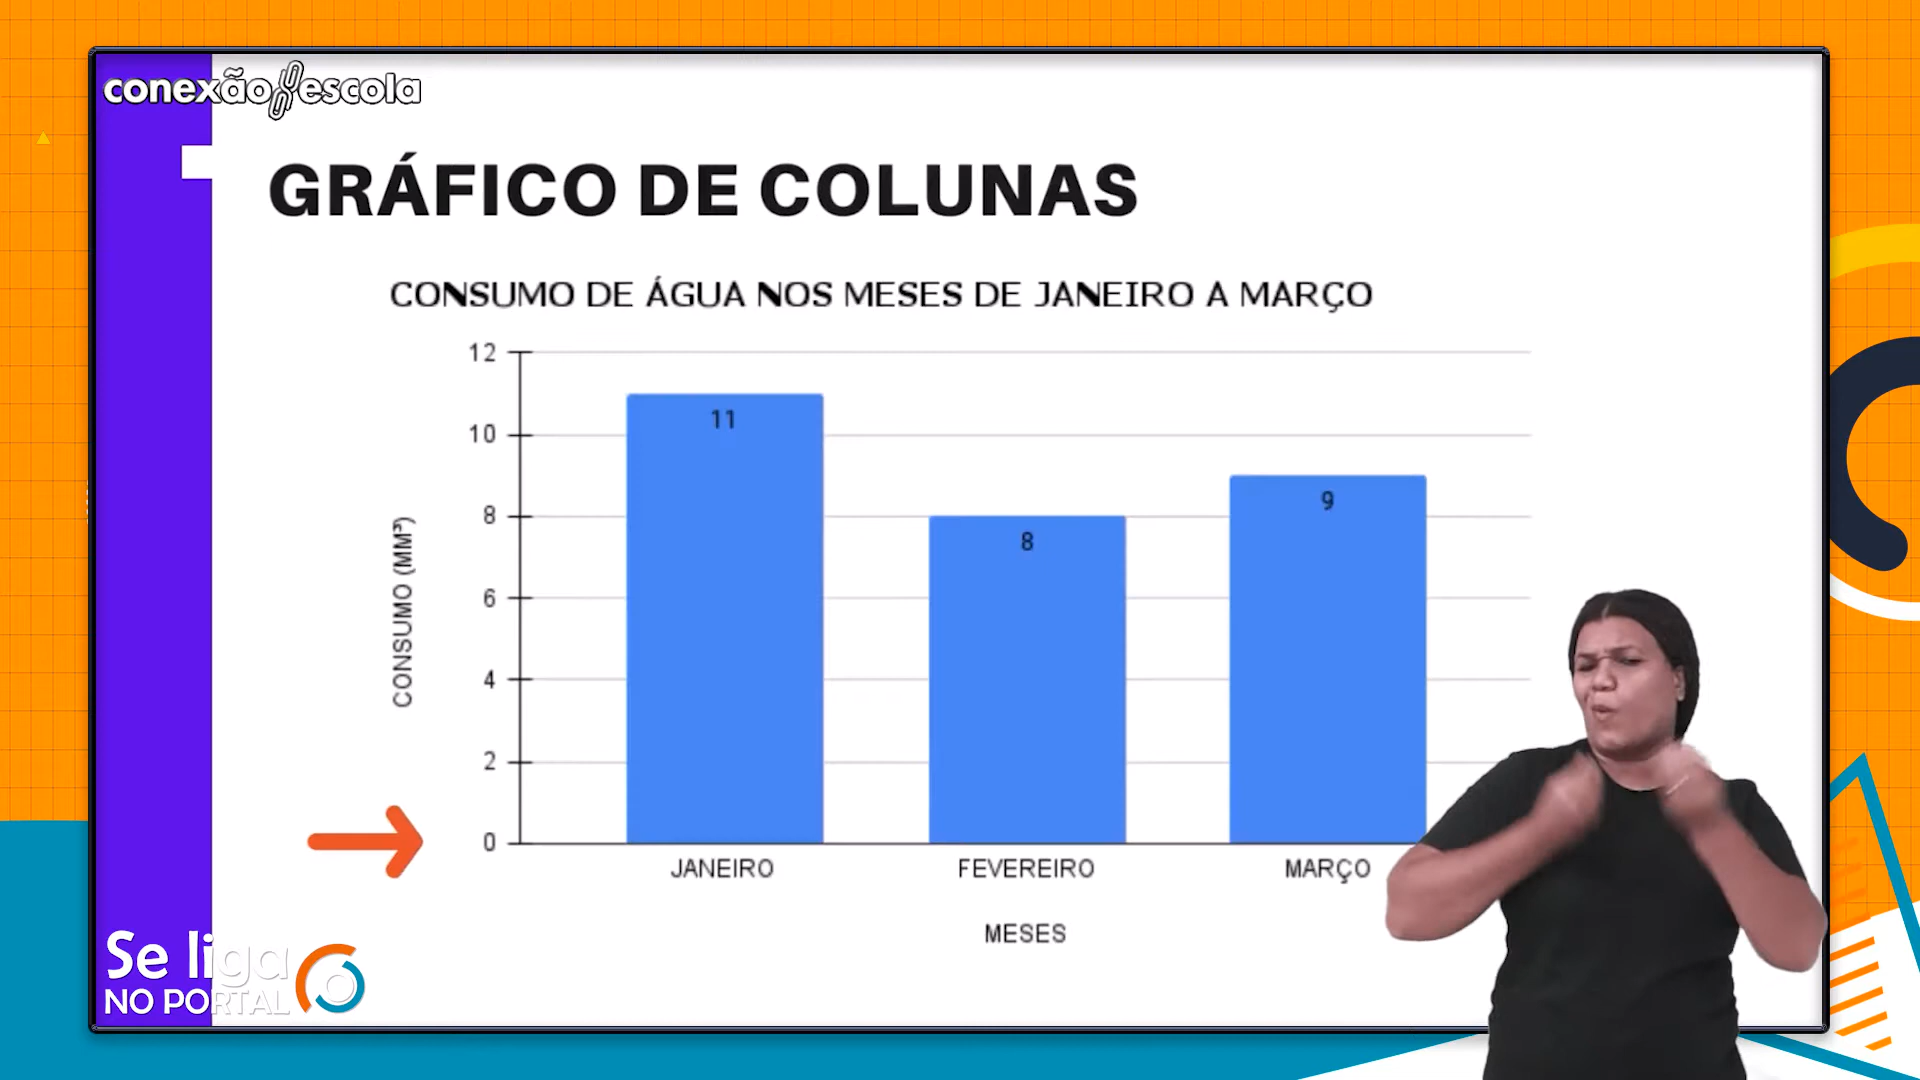 conexão escola
GRÁFICO DE COLUNAS
CONSUMO DE ÁGUA NOS MESES DE JANEIRO A MARÇO
12
10
8
6
4
2
0
CONSUMO (MM³)
11
8
9
JANEIRO FEVEREIRO MARÇO
MESES
Se liga
NO PORTAL